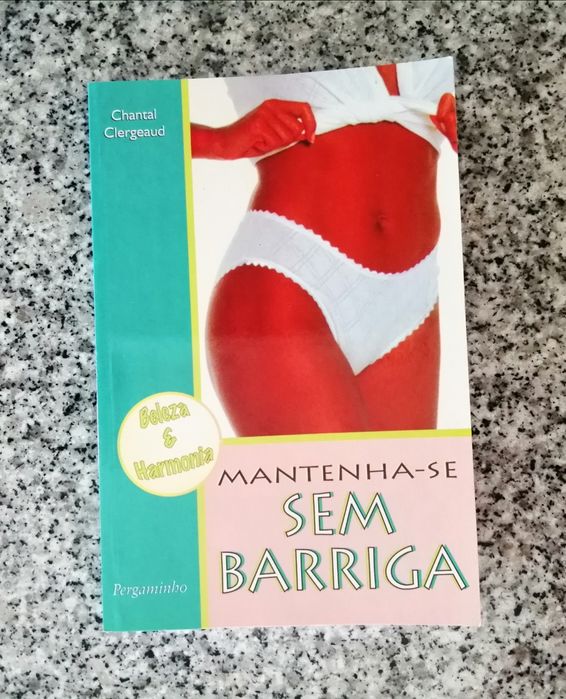 Chantal
Clergeaud
Beleza
&
Harmonia
MANTENHA-SE
SEM
BARRIGA
Pergaminho